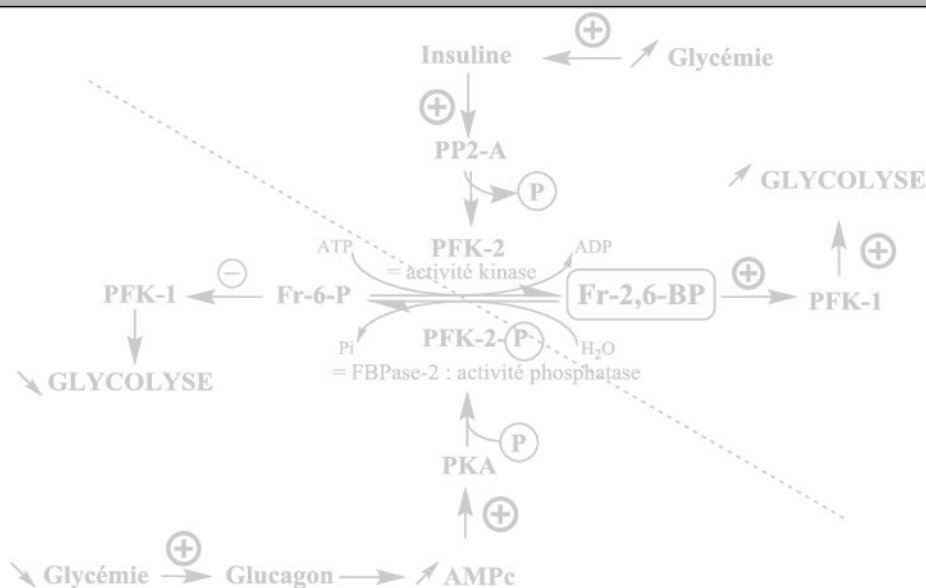 Insuline ⊕ ↗ Glycémie
⊕
PP2-A
P
↗ GLYCOLYSE
ATP PFK-2 ADP
= activité kinase
⊕
PFK-1 ⊖ Fr-6-P Fr-2,6-BP ⊕ PFK-1
Pi PFK-2-P H₂O
= FBPase-2 : activité phosphatase
↘ GLYCOLYSE
P
PKA
⊕
↘ Glycémie ⊕ Glucagon ↗ AMPc